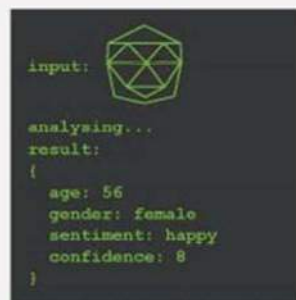 input:
analysing...
result:
{
age: 56
gender: female
sentiment: happy
confidence: 8
}